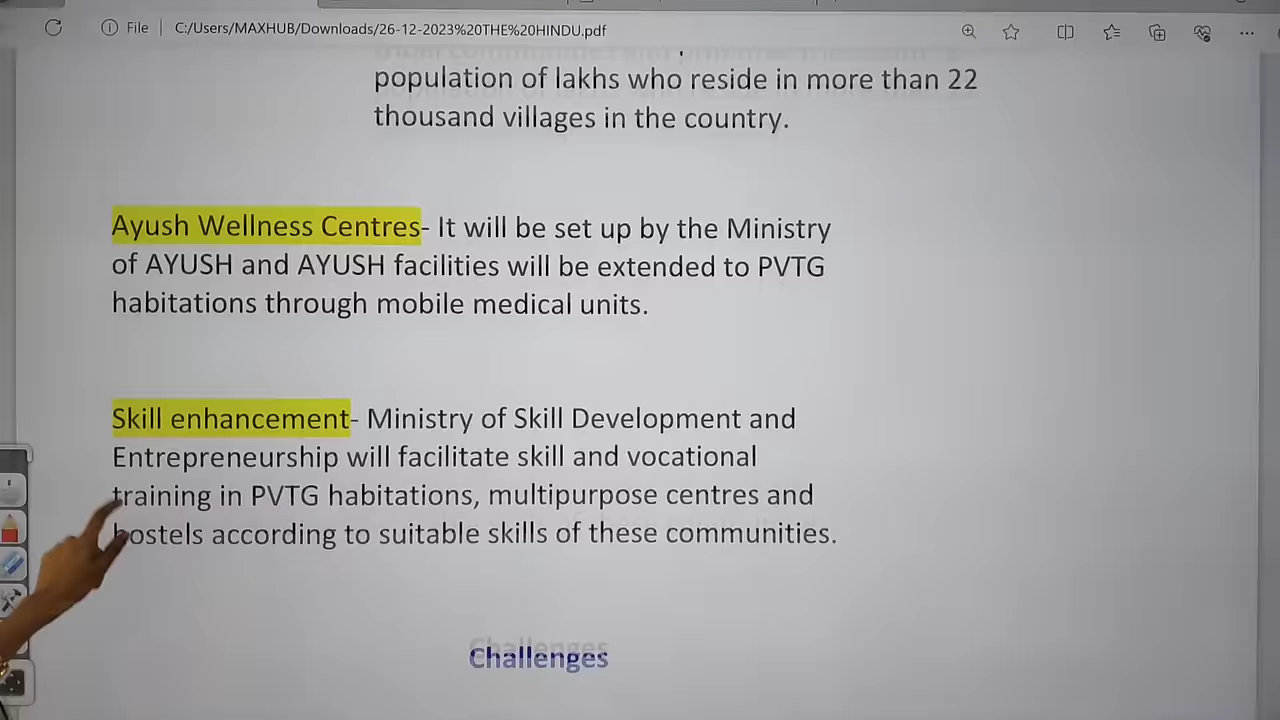 File
C:/Users/MAXHUB/Downloads/26-12-2023%20THE%20HINDU.pdf
population of lakhs who reside in more than 22
thousand villages in the country.
Ayush Wellness Centres- It will be set up by the Ministry
of AYUSH and AYUSH facilities will be extended to PVTG
habitations through mobile medical units.
Skill enhancement- Ministry of Skill Development and
Entrepreneurship will facilitate skill and vocational
training in PVTG habitations, multipurpose centres and
hostels according to suitable skills of these communities.
Challenges